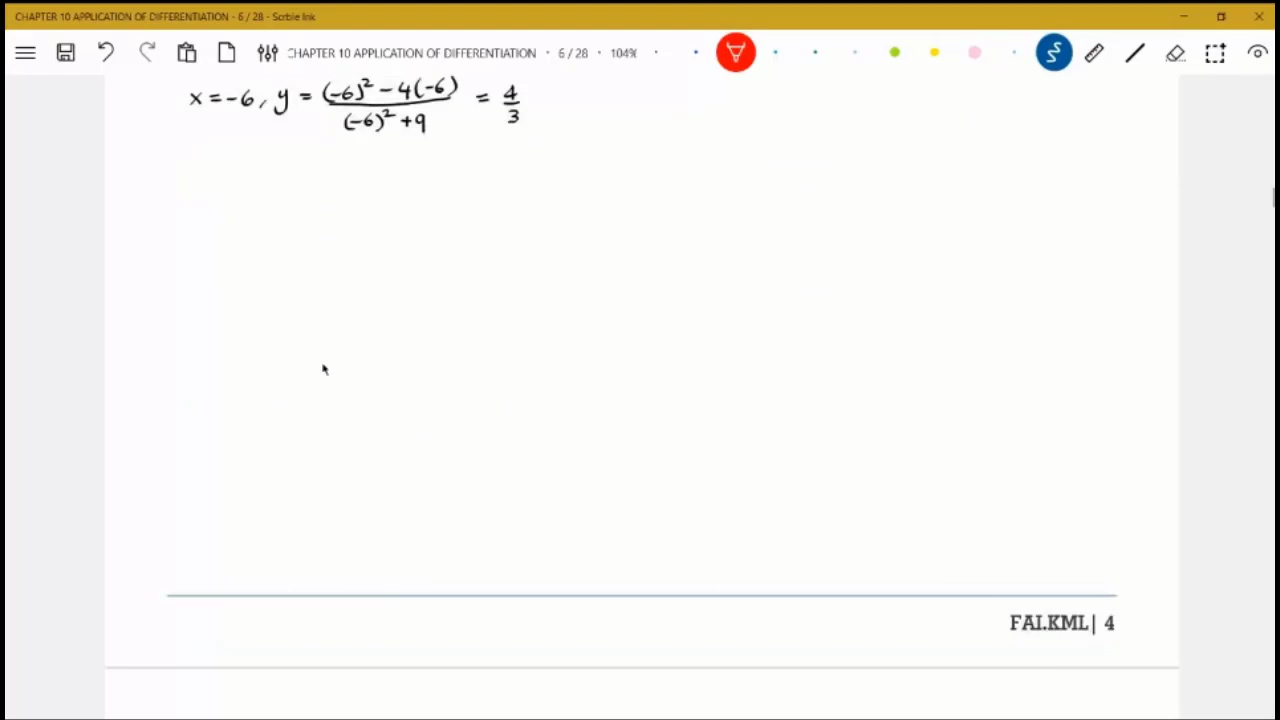 CHAPTER 10 APPLICATION OF DIFFERENTIATION - 6 / 28 - Scrble Ink
CHAPTER 10 APPLICATION OF DIFFERENTIATION • 6 / 28 • 104%
x = -6, y = ((-6)² - 4(-6))/((-6)² + 9) = 4/3
FAI.KML| 4